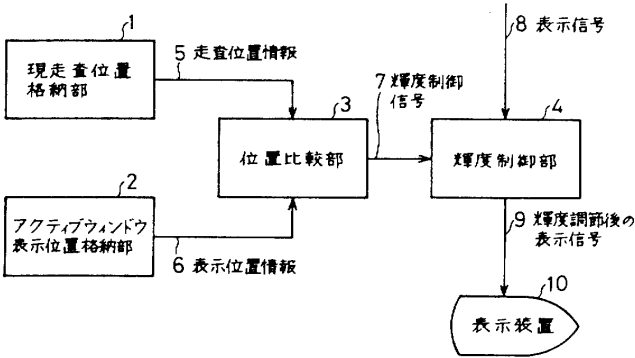 1
現走査位置
格納部
5 走査位置情報
2
アクティブウィンドウ
表示位置格納部
6 表示位置情報
3
位置比較部
7 輝度制御
信号
8 表示信号
4
輝度制御部
9 輝度調節後の
表示信号
10
表示装置